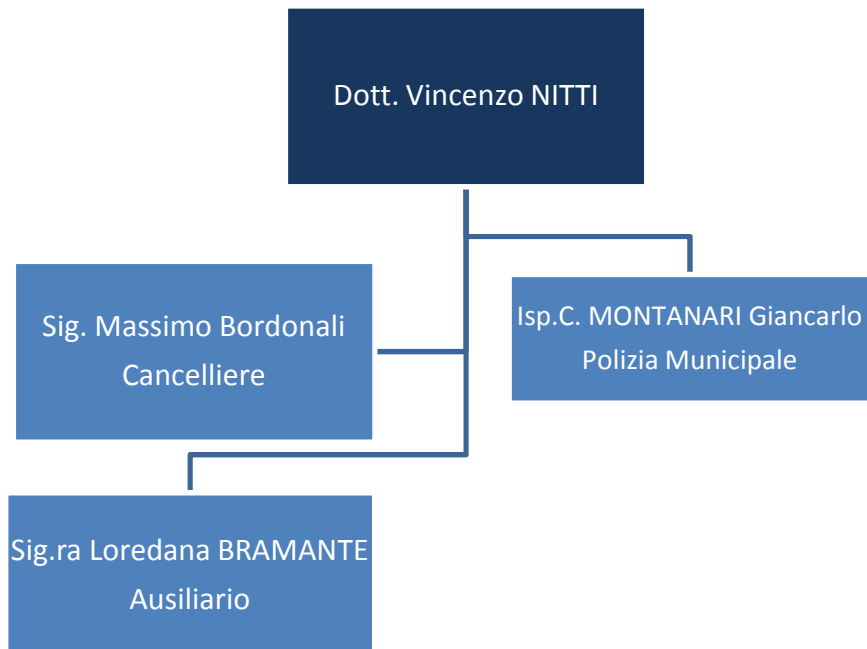 Dott. Vincenzo NITTI
Sig. Massimo Bordonali
Cancelliere
Isp.C. MONTANARI Giancarlo
Polizia Municipale
Sig.ra Loredana BRAMANTE
Ausiliario